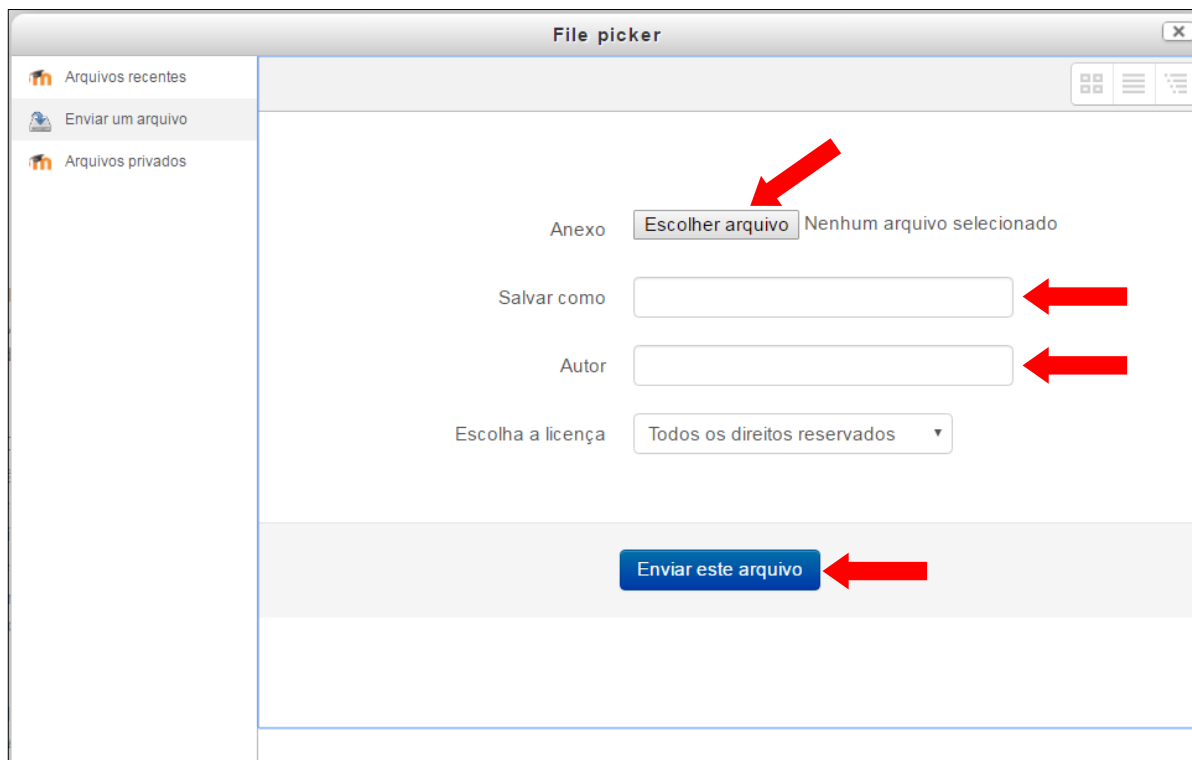 File picker
Arquivos recentes
Enviar um arquivo
Arquivos privados
Anexo Escolher arquivo Nenhum arquivo selecionado
Salvar como
Autor
Escolha a licença Todos os direitos reservados
Enviar este arquivo